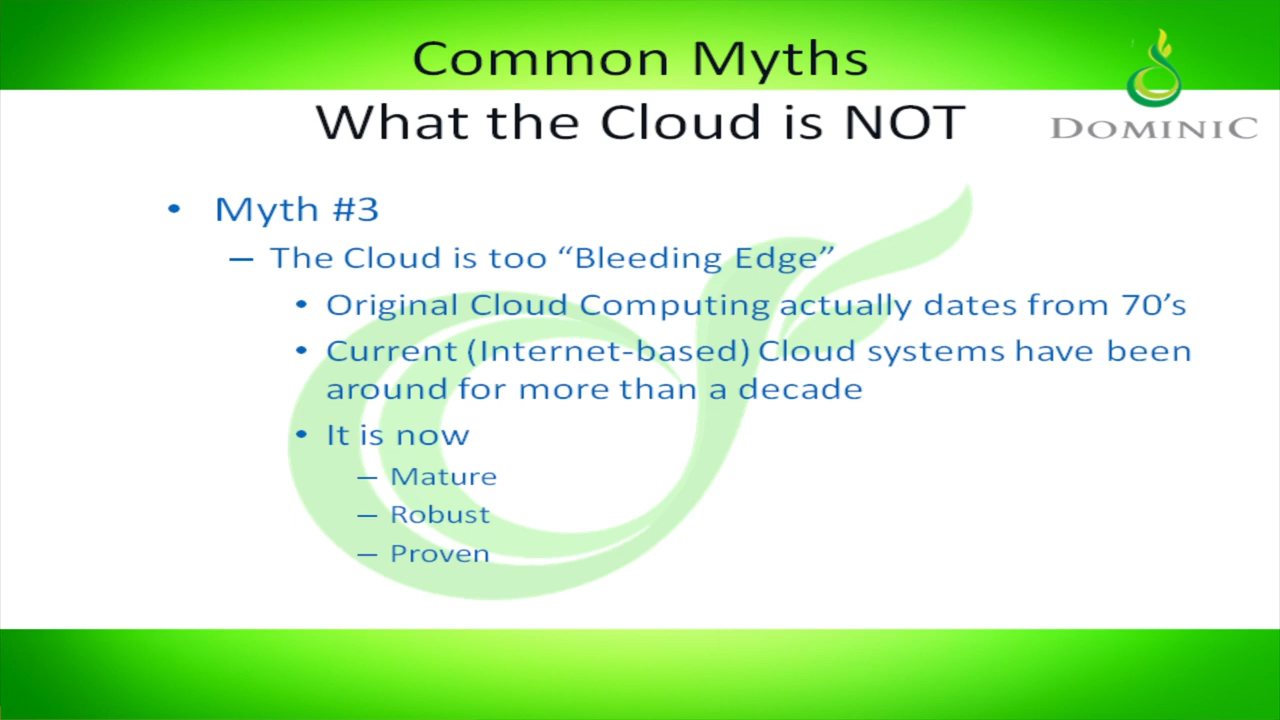 Common Myths
What the Cloud is NOT
DOMINIC
• Myth #3
– The Cloud is too “Bleeding Edge”
• Original Cloud Computing actually dates from 70’s
• Current (Internet-based) Cloud systems have been
around for more than a decade
• It is now
– Mature
– Robust
– Proven